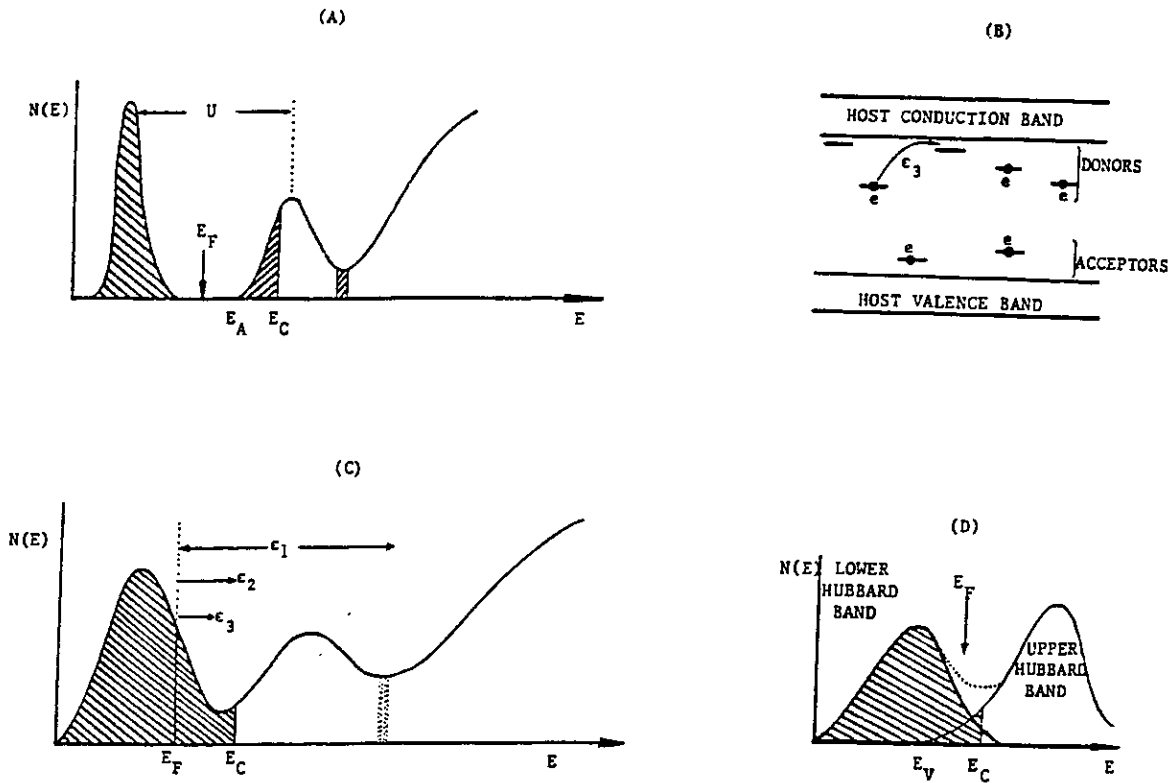 (A)
N(E)
U
E_F
E_A
E_C
E
(B)
HOST CONDUCTION BAND
ε_3
DONORS
e
e
e
e
e
ACCEPTORS
HOST VALENCE BAND
(C)
N(E)
ε_1
ε_2
ε_3
E_F
E_C
E
(D)
N(E)
LOWER
HUBBARD
BAND
E_F
UPPER
HUBBARD
BAND
E_V
E_C
E